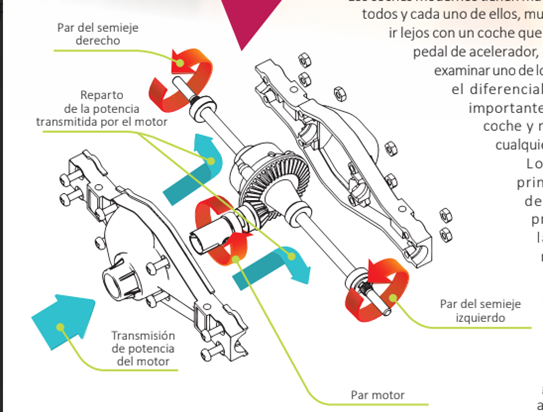 todos y cada uno de ellos, mu
ir lejos con un coche que
pedal de acelerador,
examinar uno de lo
el diferencial
importante
coche y
cualquie
Lo
prin
de
pr
Par del semieje
derecho
Reparto
de la potencia
transmitida por el motor
Transmisión
de potencia
del motor
Par motor
Par del semieje
izquierdo